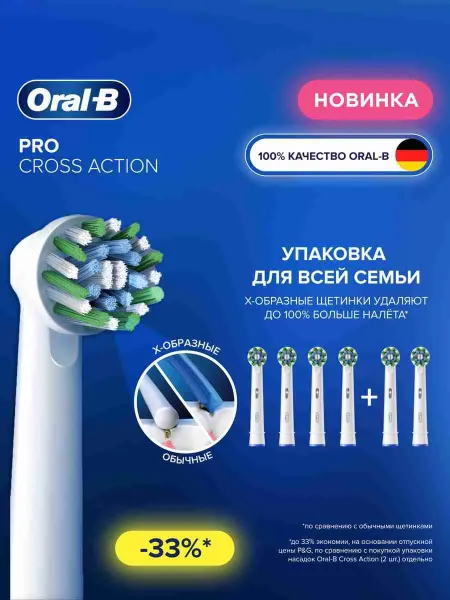 Oral-B
НОВИНКА
PRO
CROSS ACTION
100% КАЧЕСТВО ORAL-B
УПАКОВКА
ДЛЯ ВСЕЙ СЕМЬИ
Х-ОБРАЗНЫЕ ЩЕТИНКИ УДАЛЯЮТ
ДО 100% БОЛЬШЕ НАЛЁТА*
Х-ОБРАЗНЫЕ
ОБЫЧНЫЕ
+
-33%*
*по сравнению с обычными щетинками
*до 33% экономии, на основании отпускной
цены P&G, по сравнению с покупкой упаковки
насадок Oral-B Cross Action (2 шт.) отдельно